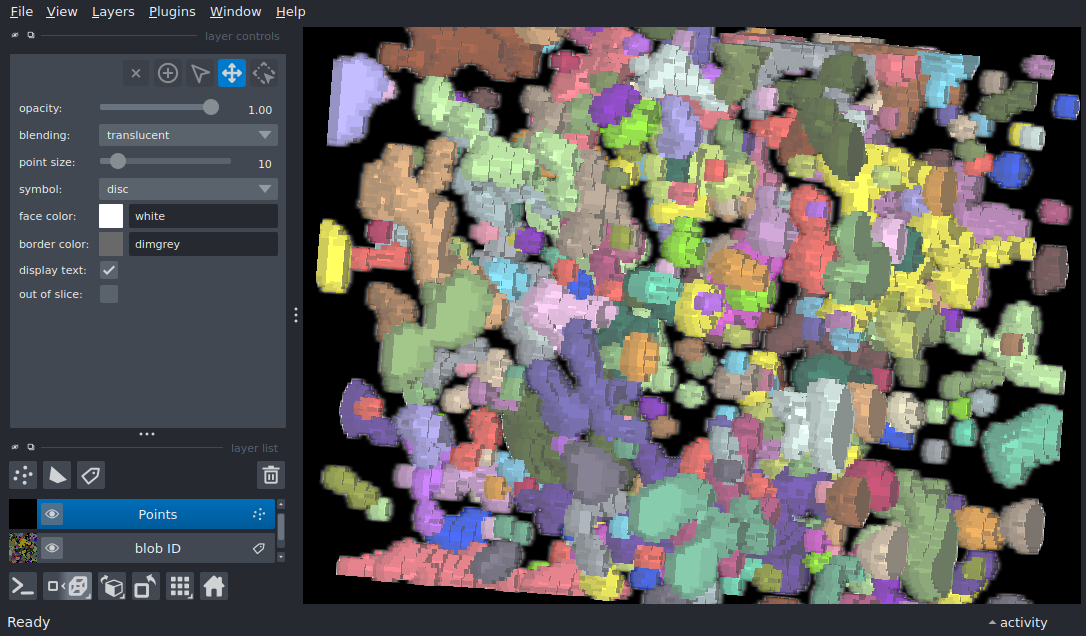 File View Layers Plugins Window Help
layer controls
opacity: 1.00
blending: translucent
point size: 10
symbol: disc
face color: white
border color: dimgrey
display text:
out of slice:
layer list
Points
blob ID
Ready activity